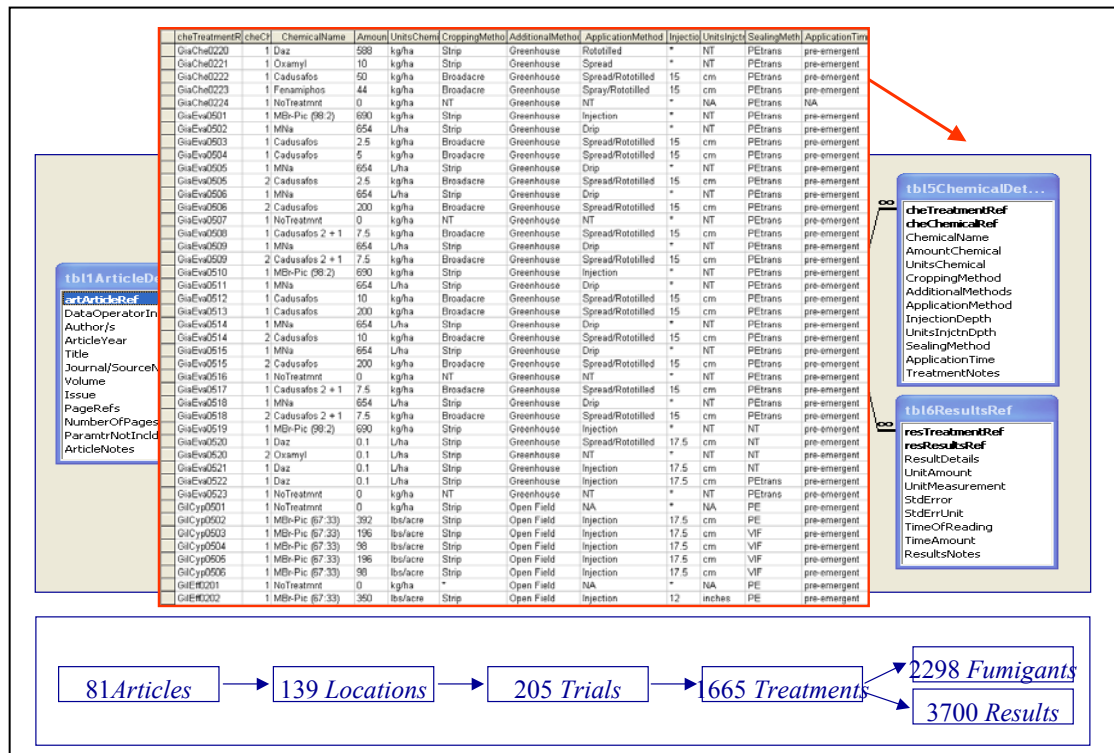 cheTreatmentR cheCh ChemicalName Amoun UnitsChemi CroppingMetho AdditionalMethod ApplicationMethod Injectio UnitsInjctr SealingMeth ApplicationTim
GiaChe0220 1 Daz 588 kg/ha Strip Greenhouse Rototilled * NT PEtrans pre-emergent
GiaChe0221 1 Oxamyl 10 kg/ha Strip Greenhouse Spread * NT PEtrans pre-emergent
GiaChe0222 1 Cadusafos 50 kg/ha Broadacre Greenhouse Spread/Rototilled 15 cm PEtrans pre-emergent
GiaChe0223 1 Fenamiphos 44 kg/ha Broadacre Greenhouse Spray/Rototilled 15 cm PEtrans pre-emergent
GiaChe0224 1 NoTreatmnt 0 kg/ha NT Greenhouse NT * NA PEtrans NA
GiaEva0501 1 MBr-Pic (98:2) 690 kg/ha Strip Greenhouse Injection * NT PEtrans pre-emergent
GiaEva0502 1 MNa 654 L/ha Strip Greenhouse Drip * NT PEtrans pre-emergent
GiaEva0503 1 Cadusafos 2.5 kg/ha Broadacre Greenhouse Spread/Rototilled 15 cm PEtrans pre-emergent
GiaEva0504 1 Cadusafos 5 kg/ha Broadacre Greenhouse Spread/Rototilled 15 cm PEtrans pre-emergent
GiaEva0505 1 MNa 654 L/ha Strip Greenhouse Drip * NT PEtrans pre-emergent
GiaEva0505 2 Cadusafos 2.5 kg/ha Broadacre Greenhouse Spread/Rototilled 15 cm PEtrans pre-emergent
GiaEva0506 1 MNa 654 L/ha Strip Greenhouse Drip * NT PEtrans pre-emergent
GiaEva0506 2 Cadusafos 200 kg/ha Broadacre Greenhouse Spread/Rototilled 15 cm PEtrans pre-emergent
GiaEva0507 1 NoTreatmnt 0 kg/ha NT Greenhouse NT * NT PEtrans pre-emergent
GiaEva0508 1 Cadusafos 2 + 1 7.5 kg/ha Broadacre Greenhouse Spread/Rototilled 15 cm PEtrans pre-emergent
GiaEva0509 1 MNa 654 L/ha Strip Greenhouse Drip * NT PEtrans pre-emergent
GiaEva0509 2 Cadusafos 2 + 1 7.5 kg/ha Broadacre Greenhouse Spread/Rototilled 15 cm PEtrans pre-emergent
GiaEva0510 1 MBr-Pic (98:2) 690 kg/ha Strip Greenhouse Injection * NT PEtrans pre-emergent
GiaEva0511 1 MNa 654 L/ha Strip Greenhouse Drip * NT PEtrans pre-emergent
GiaEva0512 1 Cadusafos 10 kg/ha Broadacre Greenhouse Spread/Rototilled 15 cm PEtrans pre-emergent
GiaEva0513 1 Cadusafos 200 kg/ha Broadacre Greenhouse Spread/Rototilled 15 cm PEtrans pre-emergent
GiaEva0514 1 MNa 654 L/ha Strip Greenhouse Drip * NT PEtrans pre-emergent
GiaEva0514 2 Cadusafos 10 kg/ha Broadacre Greenhouse Spread/Rototilled 15 cm PEtrans pre-emergent
GiaEva0515 1 MNa 654 L/ha Strip Greenhouse Drip * NT PEtrans pre-emergent
GiaEva0515 2 Cadusafos 200 kg/ha Broadacre Greenhouse Spread/Rototilled 15 cm PEtrans pre-emergent
GiaEva0516 1 NoTreatmnt 0 kg/ha NT Greenhouse NT * NT PEtrans pre-emergent
GiaEva0517 1 Cadusafos 2 + 1 7.5 kg/ha Broadacre Greenhouse Spread/Rototilled 15 cm PEtrans pre-emergent
GiaEva0518 1 MNa 654 L/ha Strip Greenhouse Drip * NT PEtrans pre-emergent
GiaEva0518 2 Cadusafos 2 + 1 7.5 kg/ha Broadacre Greenhouse Spread/Rototilled 15 cm PEtrans pre-emergent
GiaEva0519 1 MBr-Pic (98:2) 690 kg/ha Strip Greenhouse Injection * NT NT pre-emergent
GiaEva0520 1 Daz 0.1 L/ha Strip Greenhouse Spread/Rototilled 17.5 cm NT pre-emergent
GiaEva0520 2 Oxamyl 0.1 L/ha Strip Greenhouse NT * NT NT pre-emergent
GiaEva0521 1 Daz 0.1 L/ha Strip Greenhouse Injection 17.5 cm NT pre-emergent
GiaEva0522 1 Daz 0.1 L/ha Strip Greenhouse Injection 17.5 cm PEtrans pre-emergent
GiaEva0523 1 NoTreatmnt 0 kg/ha NT Greenhouse NT * NT PEtrans pre-emergent
GilCyp0501 1 NoTreatmnt 0 kg/ha Strip Open Field NA * NA PE pre-emergent
GilCyp0502 1 MBr-Pic (67:33) 392 lbs/acre Strip Open Field Injection 17.5 cm PE pre-emergent
GilCyp0503 1 MBr-Pic (67:33) 196 lbs/acre Strip Open Field Injection 17.5 cm VIF pre-emergent
GilCyp0504 1 MBr-Pic (67:33) 98 lbs/acre Strip Open Field Injection 17.5 cm VIF pre-emergent
GilCyp0505 1 MBr-Pic (67:33) 196 lbs/acre Strip Open Field Injection 17.5 cm VIF pre-emergent
GilCyp0506 1 MBr-Pic (67:33) 98 lbs/acre Strip Open Field Injection 17.5 cm VIF pre-emergent
GilEff0201 1 NoTreatmnt 0 kg/ha * Open Field NA * NA PE pre-emergent
GilEff0202 1 MBr-Pic (67:33) 350 lbs/acre Strip Open Field Injection 12 inches PE pre-emergent
tbl1ArticleDe
artArticleRef
DataOperatorIn
Author/s
ArticleYear
Title
Journal/SourceN
Volume
Issue
PageRefs
NumberOfPages
ParamtrNotIncld
ArticleNotes
tbl5ChemicalDet...
cheTreatmentRef
cheChemicalRef
ChemicalName
AmountChemical
UnitsChemical
CroppingMethod
AdditionalMethods
ApplicationMethod
InjectionDepth
UnitsInjctnDpth
SealingMethod
ApplicationTime
TreatmentNotes
tbl6ResultsRef
resTreatmentRef
resResultsRef
ResultDetails
UnitAmount
UnitMeasurement
StdError
StdErrUnit
TimeOfReading
TimeAmount
ResultsNotes
∞
∞
81Articles
139 Locations
205 Trials
1665 Treatments
2298 Fumigants
3700 Results